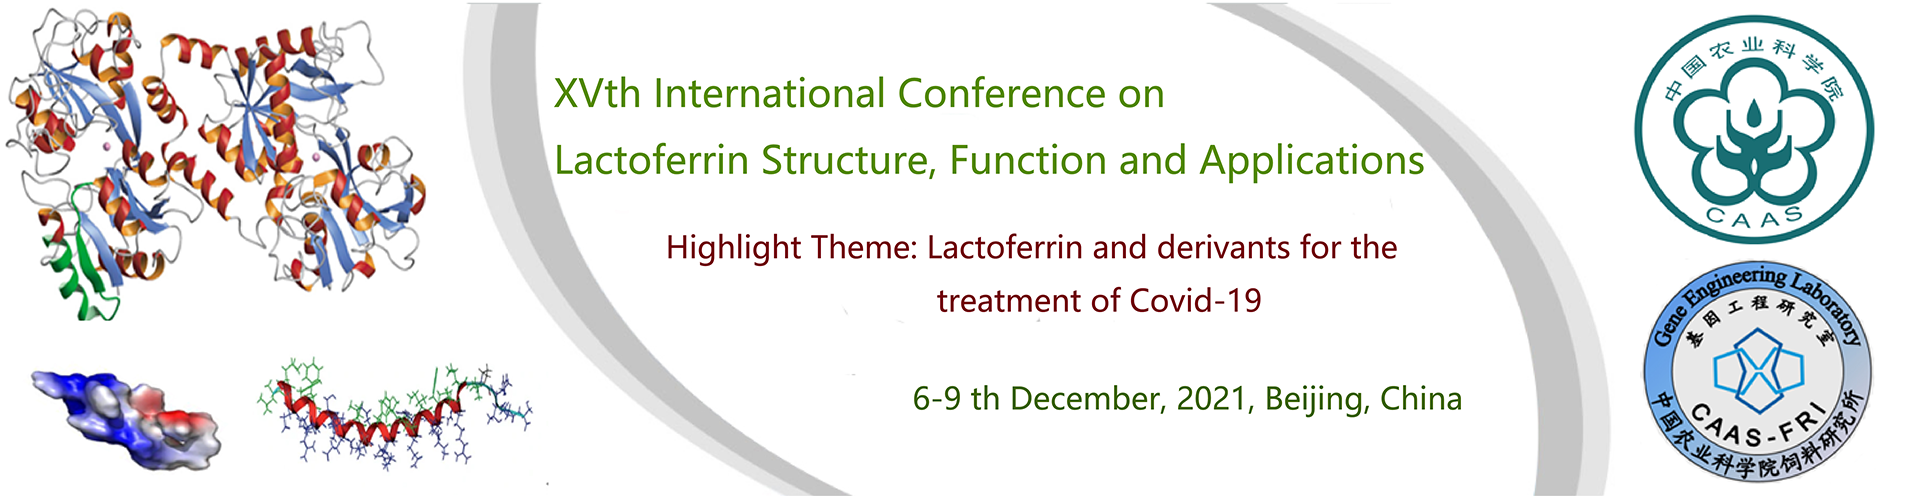 XVth International Conference on
Lactoferrin Structure, Function and Applications
Highlight Theme: Lactoferrin and derivants for the
treatment of Covid-19
6-9 th December, 2021, Beijing, China
中国农业科学院
CAAS
Gene Engineering Laboratory
基因工程研究室
CAAS-FRI
中国农业科学院饲料研究所